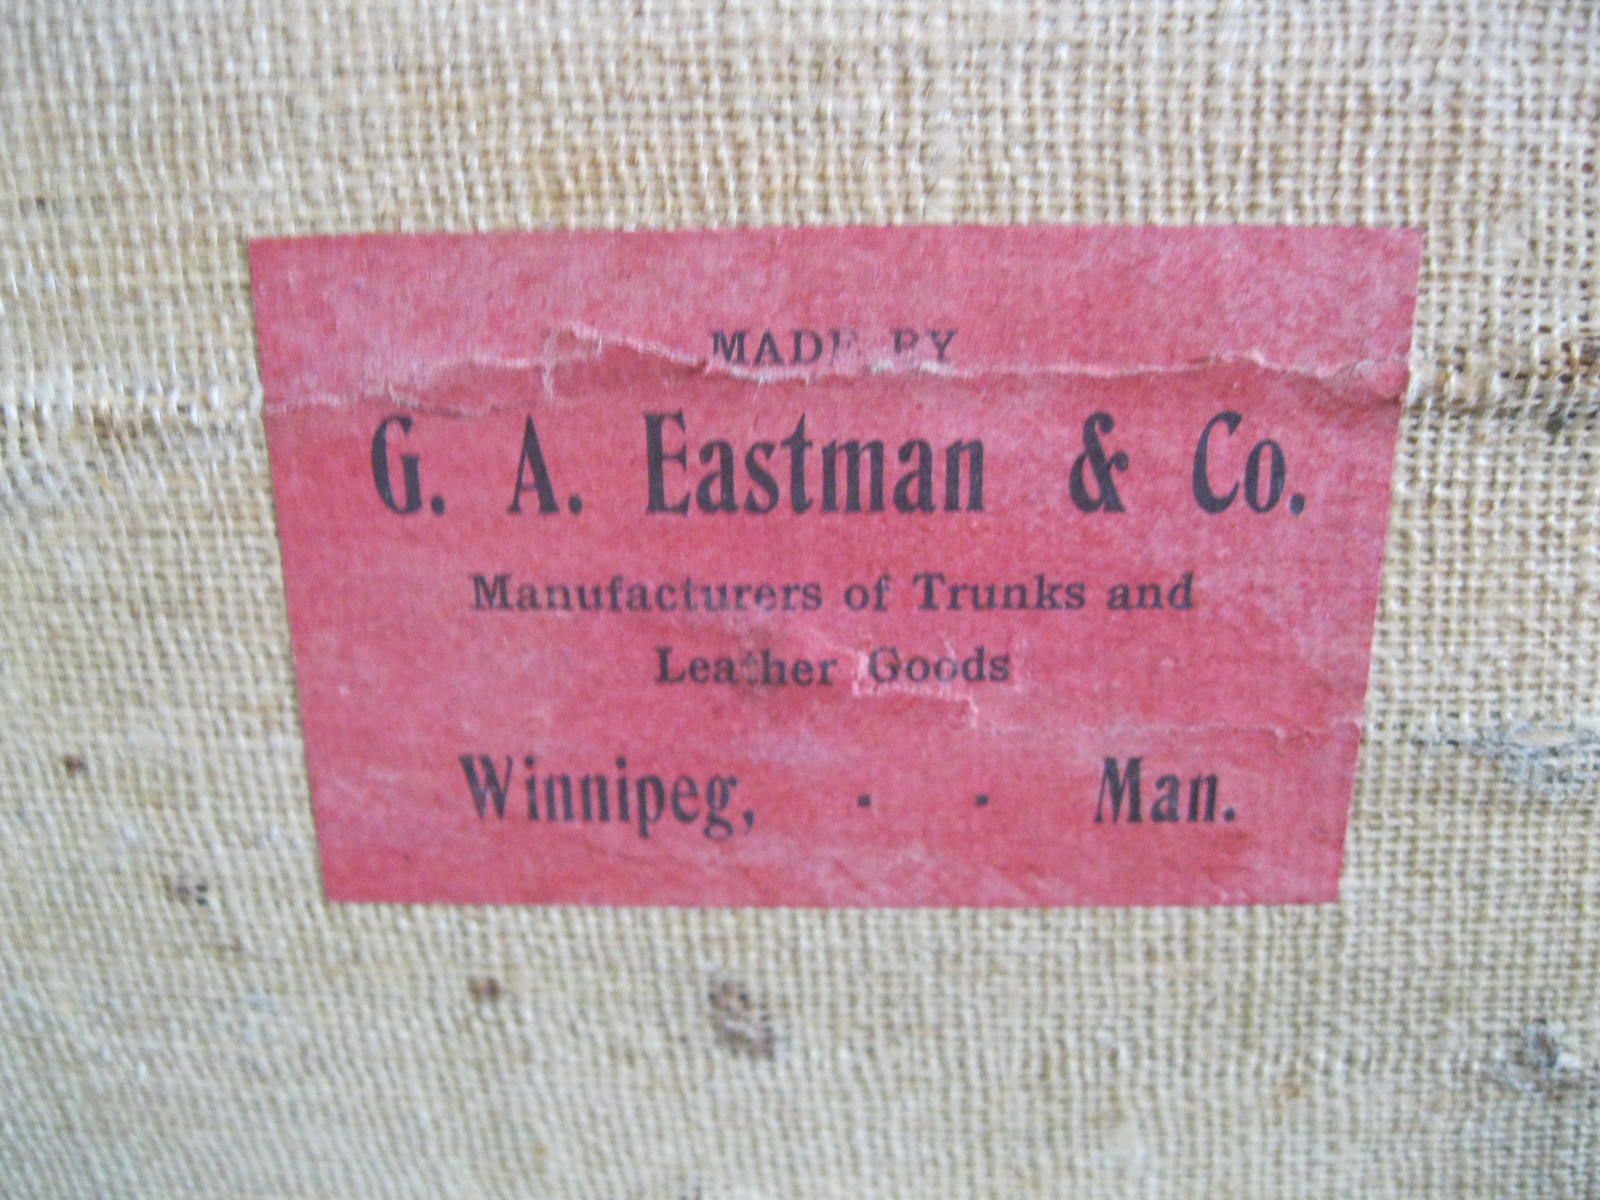 MADE BY
G. A. Eastman & Co.
Manufacturers of Trunks and
Leather Goods
Winnipeg, - - Man.